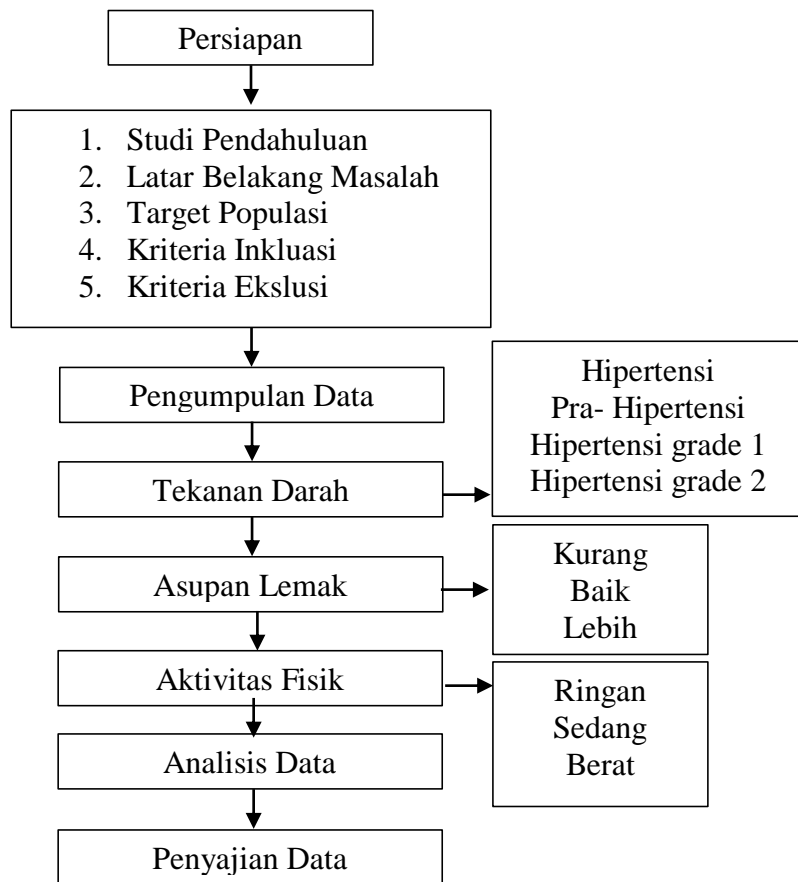 Persiapan
1. Studi Pendahuluan
2. Latar Belakang Masalah
3. Target Populasi
4. Kriteria Inkluasi
5. Kriteria Ekslusi
Pengumpulan Data
Hipertensi
Pra- Hipertensi
Hipertensi grade 1
Hipertensi grade 2
Tekanan Darah
Asupan Lemak
Kurang
Baik
Lebih
Aktivitas Fisik
Ringan
Sedang
Berat
Analisis Data
Penyajian Data